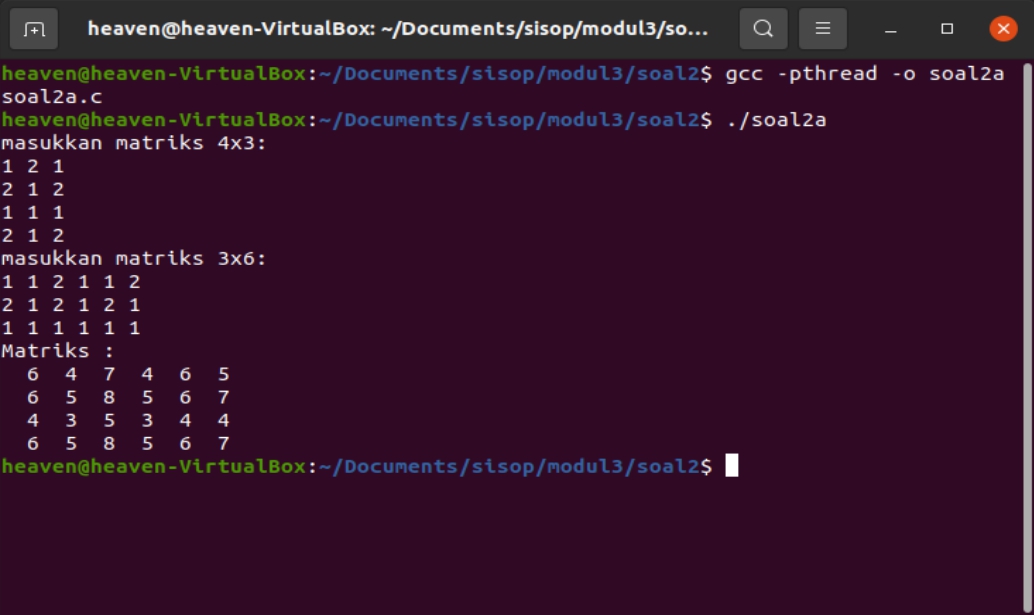 heaven@heaven-VirtualBox: ~/Documents/sisop/modul3/so...
heaven@heaven-VirtualBox:~/Documents/sisop/modul3/soal2$ gcc -pthread -o soal2a
soal2a.c
heaven@heaven-VirtualBox:~/Documents/sisop/modul3/soal2$ ./soal2a
masukkan matriks 4x3:
1 2 1
2 1 2
1 1 1
2 1 2
masukkan matriks 3x6:
1 1 2 1 1 2
2 1 2 1 2 1
1 1 1 1 1 1
Matriks :
  6  4  7  4  6  5
  6  5  8  5  6  7
  4  3  5  3  4  4
  6  5  8  5  6  7
heaven@heaven-VirtualBox:~/Documents/sisop/modul3/soal2$